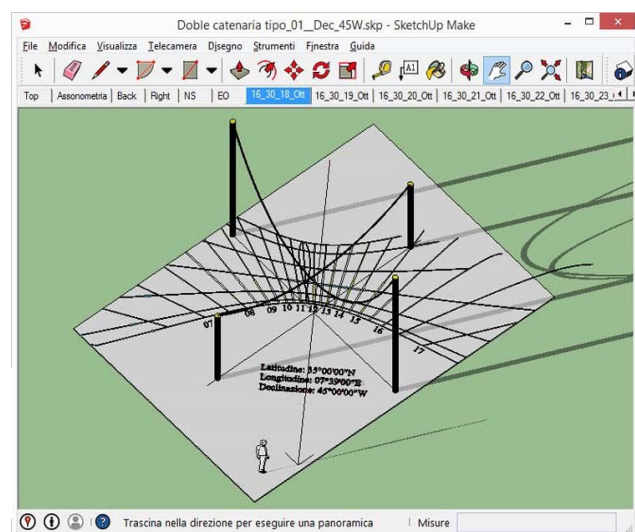 Doble catenaria tipo_01__Dec_45W.skp - SketchUp Make
File Modifica Visualizza Telecamera Disegno Strumenti Finestra Guida
A1
Top Assonometria Back Right NS EO 16_30_18_Ott 16_30_19_Ott 16_30_20_Ott 16_30_21_Ott 16_30_22_Ott 16_30_23_
07 08 09 10 11 12 13 14 15 16 17
Latitudine: 35°00'00"N
Longitudine: 07°39'00"E
Declinazione: 45°00'00"W
Trascina nella direzione per eseguire una panoramica Misure